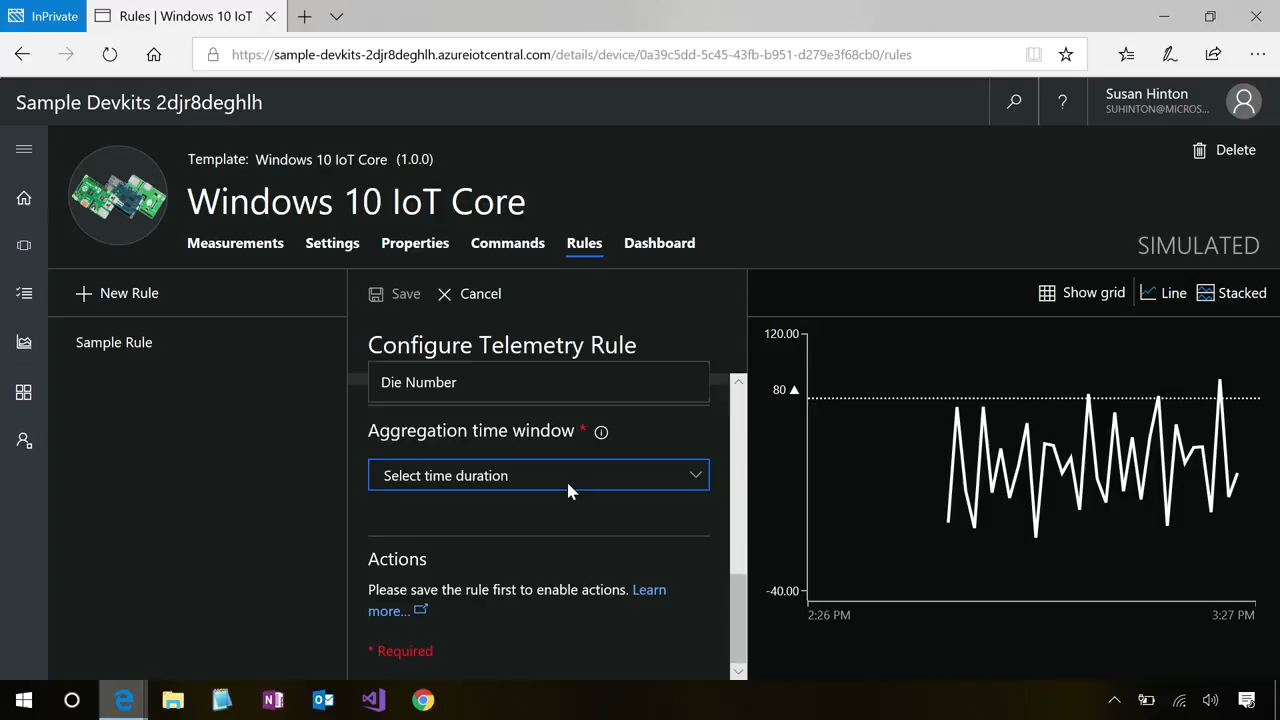 InPrivate
Rules | Windows 10 IoT
https://sample-devkits-2djr8deghlh.azureiotcentral.com/details/device/0a39c5dd-5c45-43fb-b951-d279e3f68cb0/rules
Sample Devkits 2djr8deghlh
?
Susan Hinton
SUHINTON@MICROS...
Template: Windows 10 IoT Core (1.0.0)
Delete
Windows 10 IoT Core
Measurements Settings Properties Commands Rules Dashboard
SIMULATED
New Rule
Sample Rule
Save Cancel
Configure Telemetry Rule
Die Number
Aggregation time window *
Select time duration
Actions
Please save the rule first to enable actions. Learn
more...
* Required
Show grid Line Stacked
120.00
80
-40.00
2:26 PM 3:27 PM